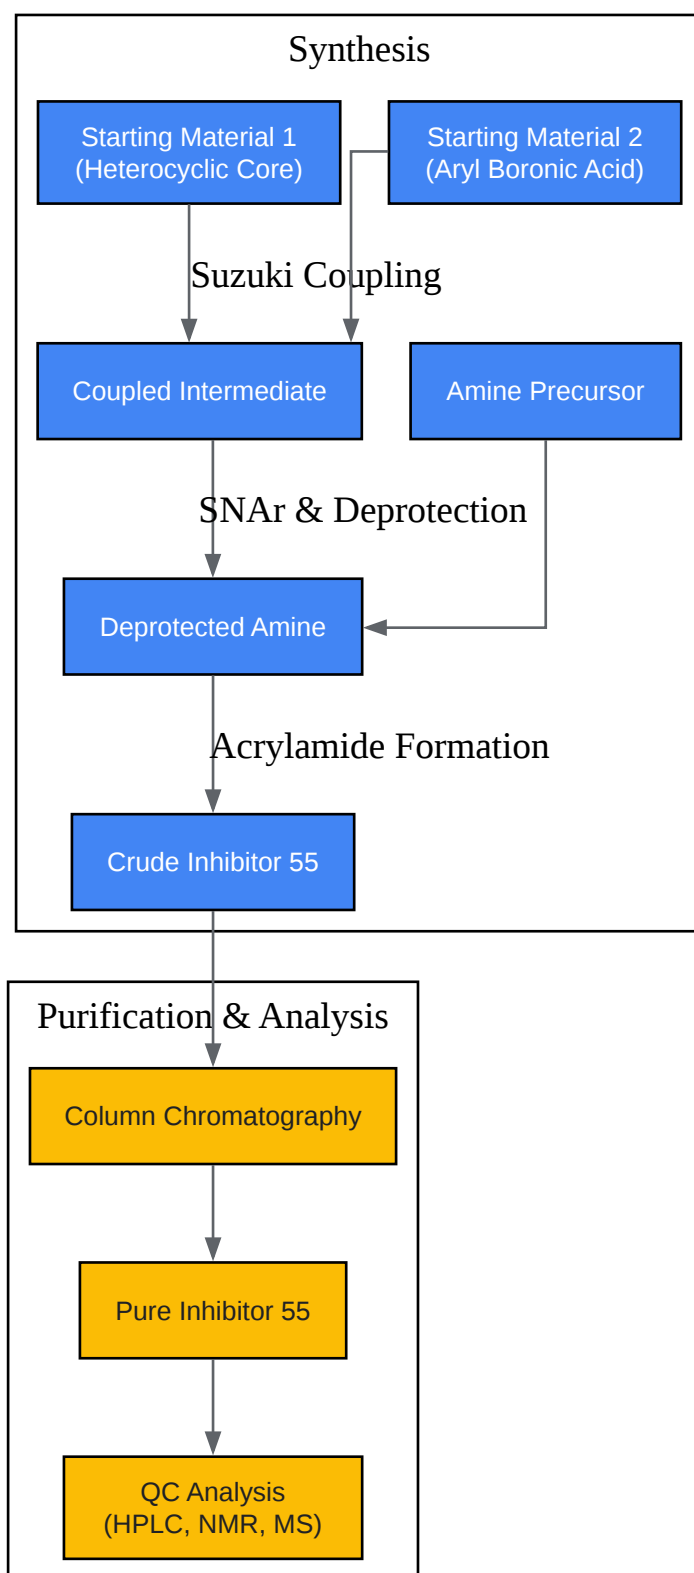 Synthesis
Starting Material 1
(Heterocyclic Core)
Starting Material 2
(Aryl Boronic Acid)
Suzuki Coupling
Coupled Intermediate
Amine Precursor
SNAr & Deprotection
Deprotected Amine
Acrylamide Formation
Crude Inhibitor 55
Purification & Analysis
Column Chromatography
Pure Inhibitor 55
QC Analysis
(HPLC, NMR, MS)